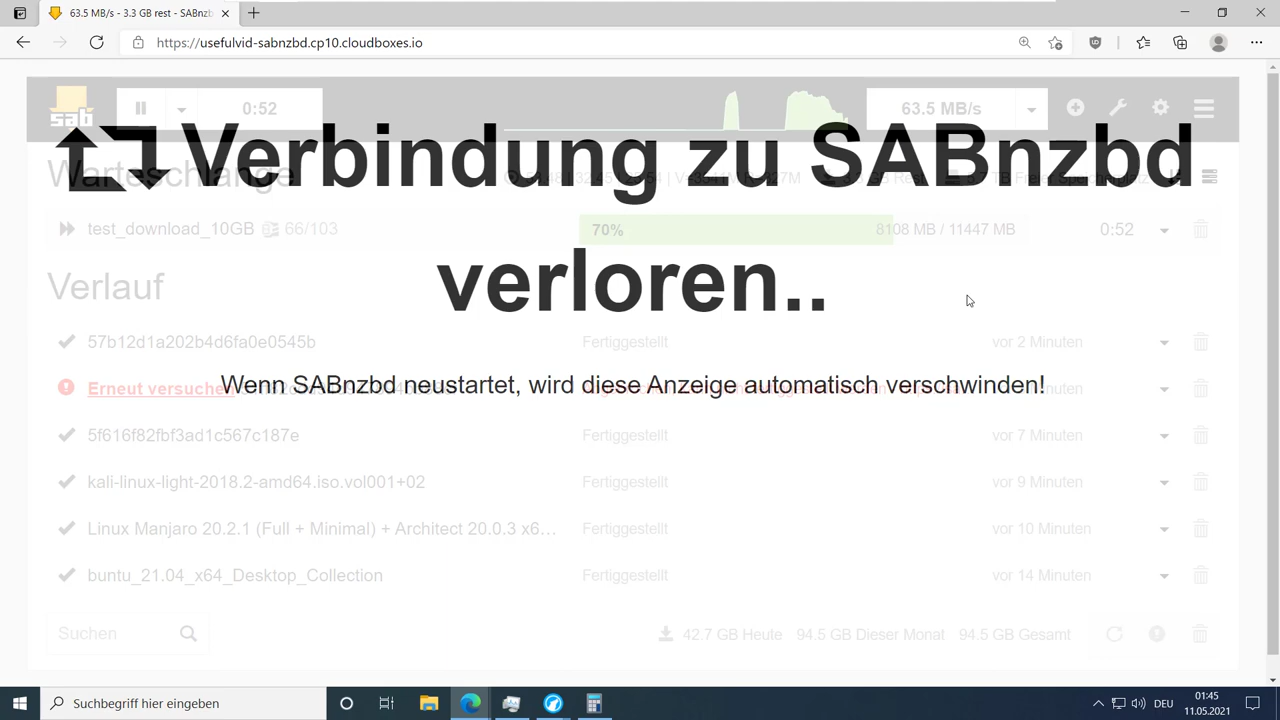 63.5 MB/s - 3.3 GB rest - SABnzb
https://usefulvid-sabnzbd.cp10.cloudboxes.io
sab
0:52
63.5 MB/s
Verbindung zu SABnzbd
Warteschlange
verloren..
test_download_10GB 66/103
70%
8108 MB / 11447 MB
0:52
Verlauf
57b12d1a202b4d6fa0e0545b
Fertiggestellt
vor 2 Minuten
Wenn SABnzbd neustartet, wird diese Anzeige automatisch verschwinden!
Erneut versuchen
5f616f82fbf3ad1c567c187e
Fertiggestellt
vor 7 Minuten
kali-linux-light-2018.2-amd64.iso.vol001+02
Fertiggestellt
vor 9 Minuten
Linux Manjaro 20.2.1 (Full + Minimal) + Architect 20.0.3 x6…
Fertiggestellt
vor 10 Minuten
buntu_21.04_x64_Desktop_Collection
Fertiggestellt
vor 14 Minuten
Suchen
42.7 GB Heute 94.5 GB Dieser Monat 94.5 GB Gesamt
Suchbegriff hier eingeben
DEU
01:45
11.05.2021